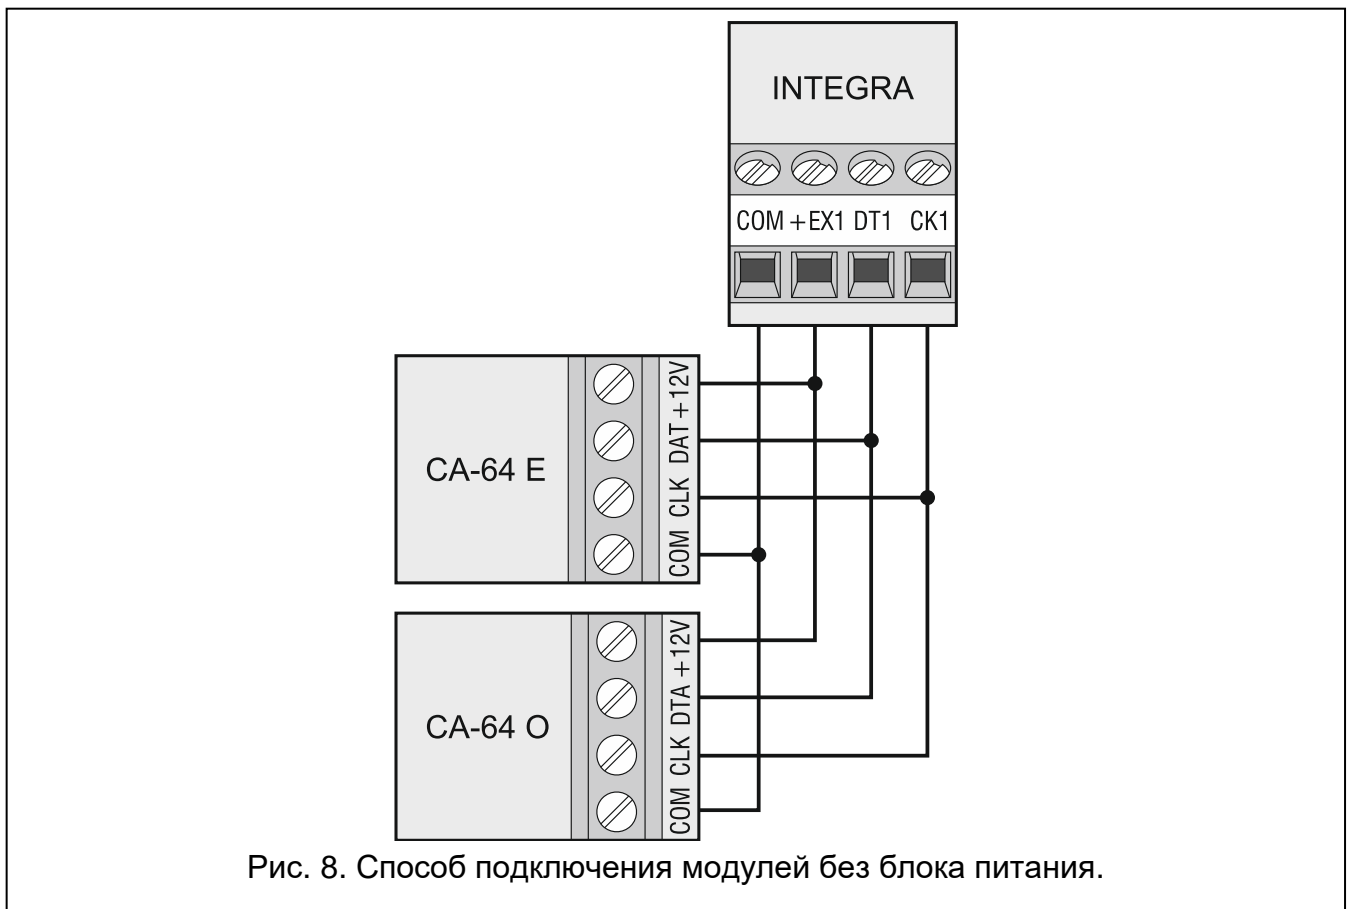 INTEGRA
COM +EX1 DT1 CK1
CA-64 E
COM CLK DAT +12V
CA-64 O
COM CLK DTA +12V
Рис. 8. Способ подключения модулей без блока питания.